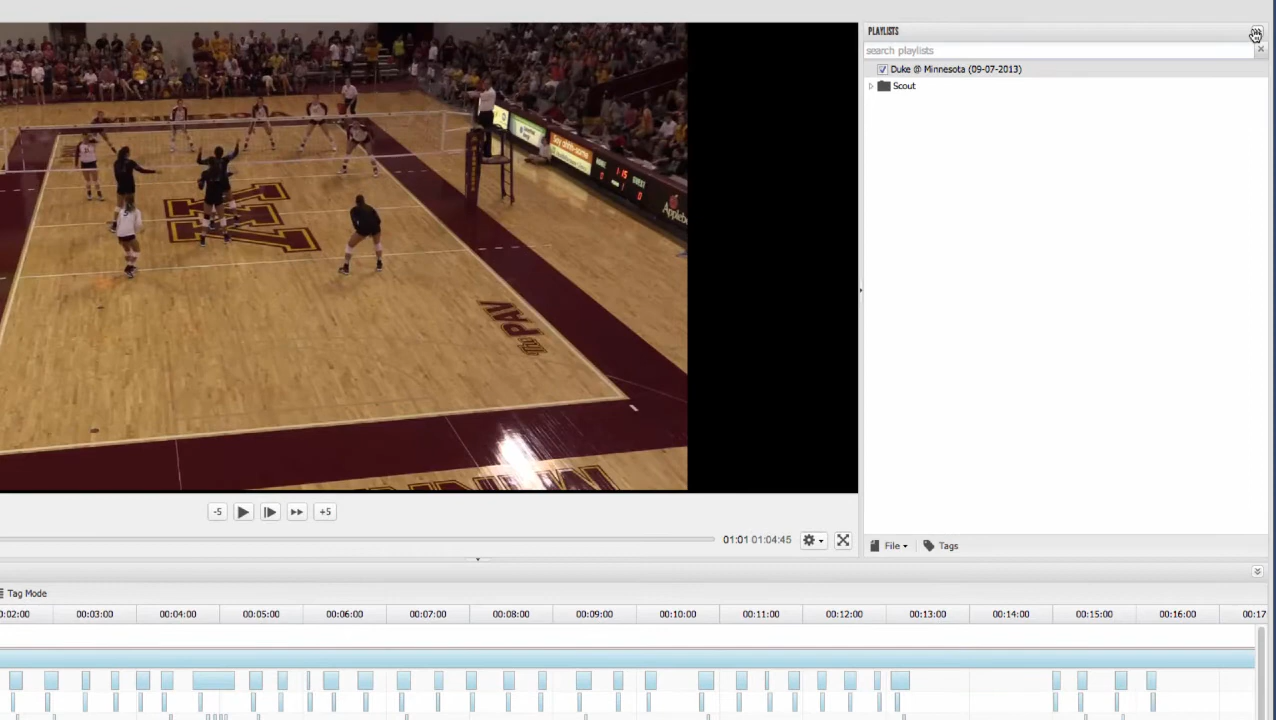 PLAYLISTS
search playlists
Duke @ Minnesota (09-07-2013)
Scout
M
The PAV
-5
+5
01:01 01:04:45
File
Tags
Tag Mode
0:02:00 00:03:00 00:04:00 00:05:00 00:06:00 00:07:00 00:08:00 00:09:00 00:10:00 00:11:00 00:12:00 00:13:00 00:14:00 00:15:00 00:16:00 00:17